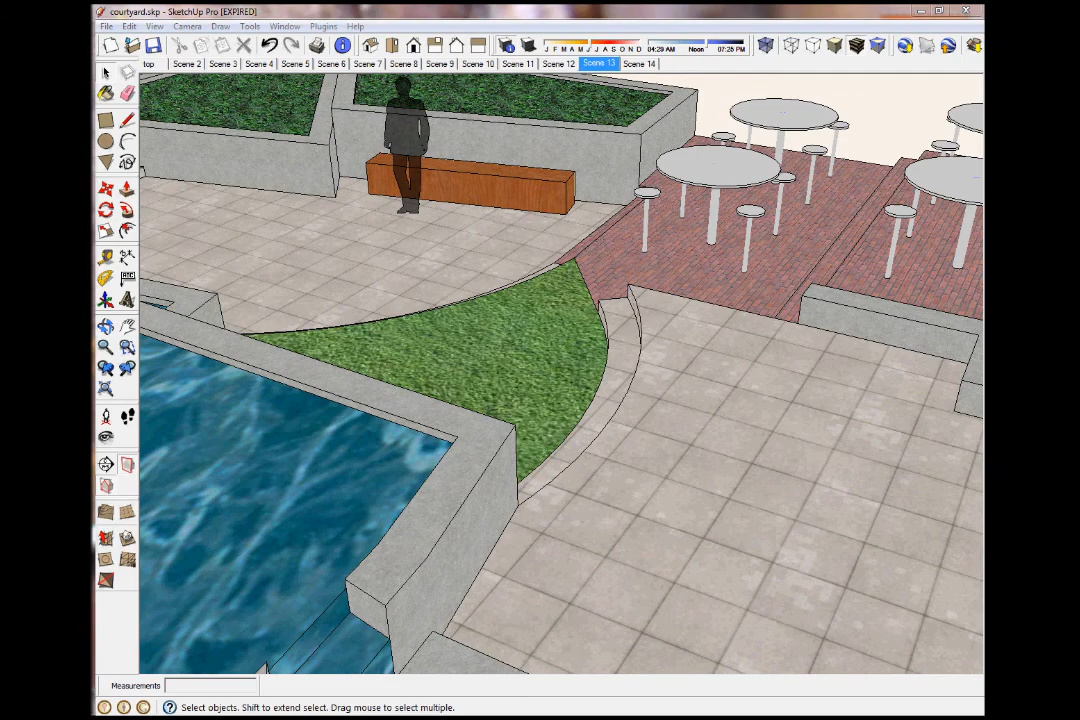 courtyard.skp - SketchUp Pro [EXPIRED]
File Edit View Camera Draw Tools Window Plugins Help
J F M A M J J A S O N D 04:29 AM Noon 07:25 PM
top Scene 2 Scene 3 Scene 4 Scene 5 Scene 6 Scene 7 Scene 8 Scene 9 Scene 10 Scene 11 Scene 12 Scene 13 Scene 14
ABC
Measurements
Select objects. Shift to extend select. Drag mouse to select multiple.